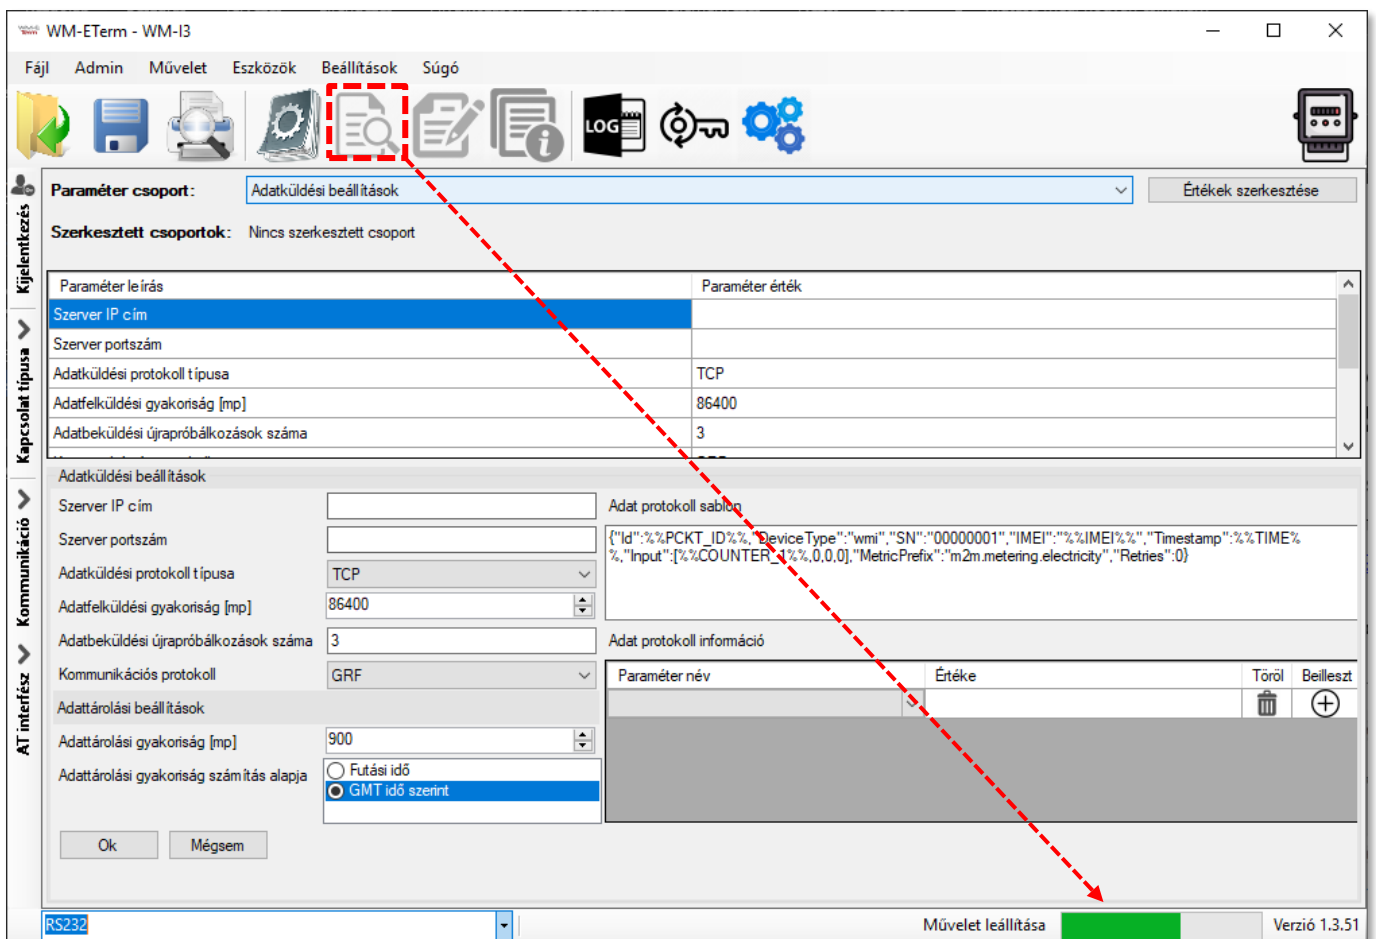 WM-ETerm - WM-I3
Fájl Admin Művelet Eszközök Beállítások Súgó
LOG
Paraméter csoport: Adatküldési beállítások Értékek szerkesztése
Szerkesztett csoportok: Nincs szerkesztett csoport
Kijelentkezés
Kapcsolat típusa
Kommunikáció
AT interfész
Paraméter leírás Paraméter érték
Szerver IP cím
Szerver portszám
Adatküldési protokoll típusa TCP
Adatfelküldési gyakoriság [mp] 86400
Adatbeküldési újrapróbálkozások száma 3
Adatküldési beállítások
Szerver IP cím
Szerver portszám
Adatküldési protokoll típusa TCP
Adatfelküldési gyakoriság [mp] 86400
Adatbeküldési újrapróbálkozások száma 3
Kommunikációs protokoll GRF
Adattárolási beállítások
Adattárolási gyakoriság [mp] 900
Adattárolási gyakoriság számítás alapja Futási idő
GMT idő szerint
Ok Mégsem
Adat protokoll sablon
{"Id":%%PCKT_ID%%,"DeviceType":"wmi","SN":"00000001","IMEI":"%%IMEI%%","Timestamp":%%TIME%
%,"Input":[%%COUNTER_1%%,0,0,0],"MetricPrefix":"m2m.metering.electricity","Retries":0}
Adat protokoll információ
Paraméter név Értéke Töröl Beilleszt
RS232 Művelet leállítása Verzió 1.3.51